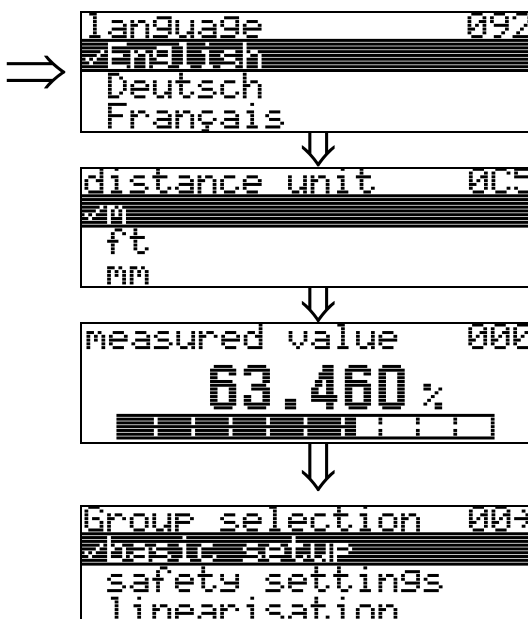 language 092
✓English
Deutsch
Français
distance unit 0C5
✓m
ft
mm
measured value 000
63.460 %
Group selection 00→
✓basic setup
safety settings
linearisation